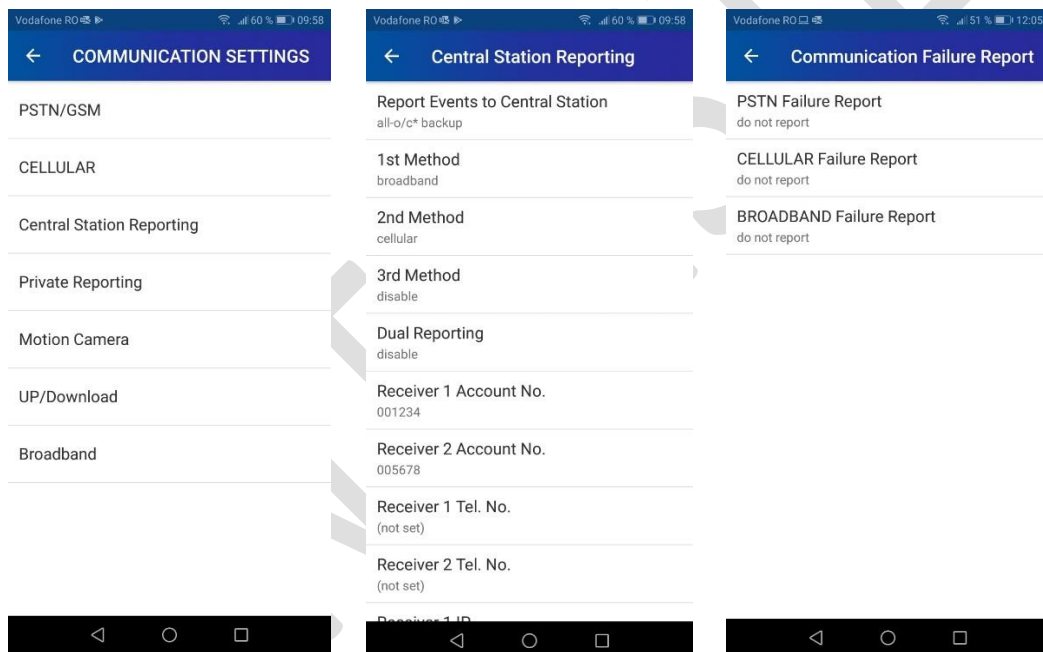 Vodafone RO 60 % 09:58
COMMUNICATION SETTINGS
PSTN/GSM
CELLULAR
Central Station Reporting
Private Reporting
Motion Camera
UP/Download
Broadband
Vodafone RO 60 % 09:58
Central Station Reporting
Report Events to Central Station
all-o/c* backup
1st Method
broadband
2nd Method
cellular
3rd Method
disable
Dual Reporting
disable
Receiver 1 Account No.
001234
Receiver 2 Account No.
005678
Receiver 1 Tel. No.
(not set)
Receiver 2 Tel. No.
(not set)
Receiver 1 IP
Vodafone RO 51 % 12:05
Communication Failure Report
PSTN Failure Report
do not report
CELLULAR Failure Report
do not report
BROADBAND Failure Report
do not report